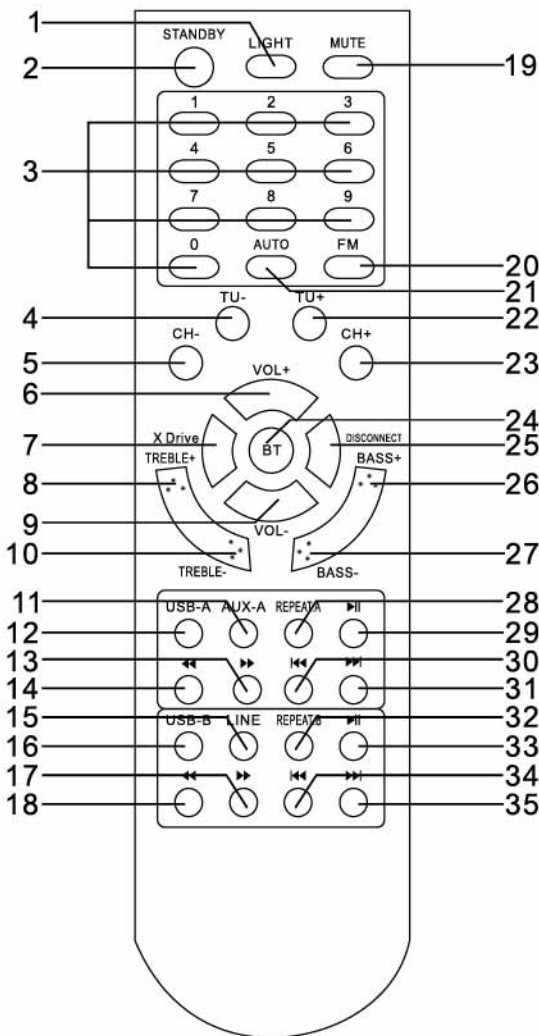 1 STANDBY LIGHT MUTE
2 19
1 2 3
3 4 5 6
7 8 9
0 AUTO FM 20
21
4 TU- TU+ 22
5 CH- CH+ 23
6 VOL+
24
7 X Drive BT DISCONNECT 25
8 TREBLE+ BASS+ 26
9 VOL-
10 TREBLE- BASS- 27
11 USB-A AUX-A REPEAT.A 28
12 29
13 30
14 31
15 USB-B LINE REPEAT.B 32
16 33
17 34
18 35